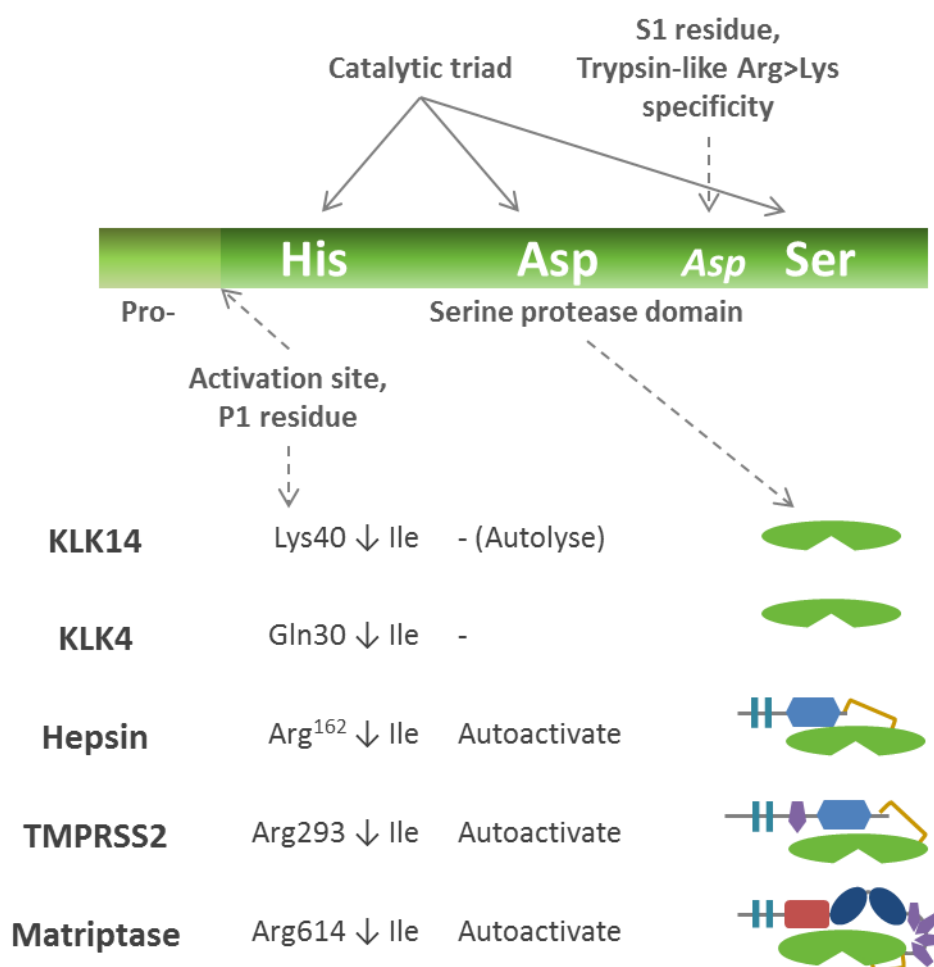 S1 residue,
Catalytic triad
Trypsin-like Arg>Lys
specificity
His Asp Asp Ser
Pro-
Serine protease domain
Activation site,
P1 residue
KLK14 Lys40 ↓ Ile - (Autolyse)
KLK4 Gln30 ↓ Ile -
Hepsin Arg¹⁶² ↓ Ile Autoactivate
TMPRSS2 Arg293 ↓ Ile Autoactivate
Matriptase Arg614 ↓ Ile Autoactivate